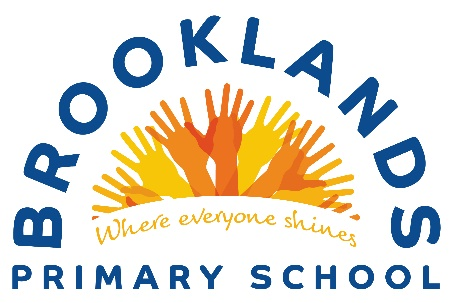 BROOKLANDS
Where everyone shines
PRIMARY SCHOOL